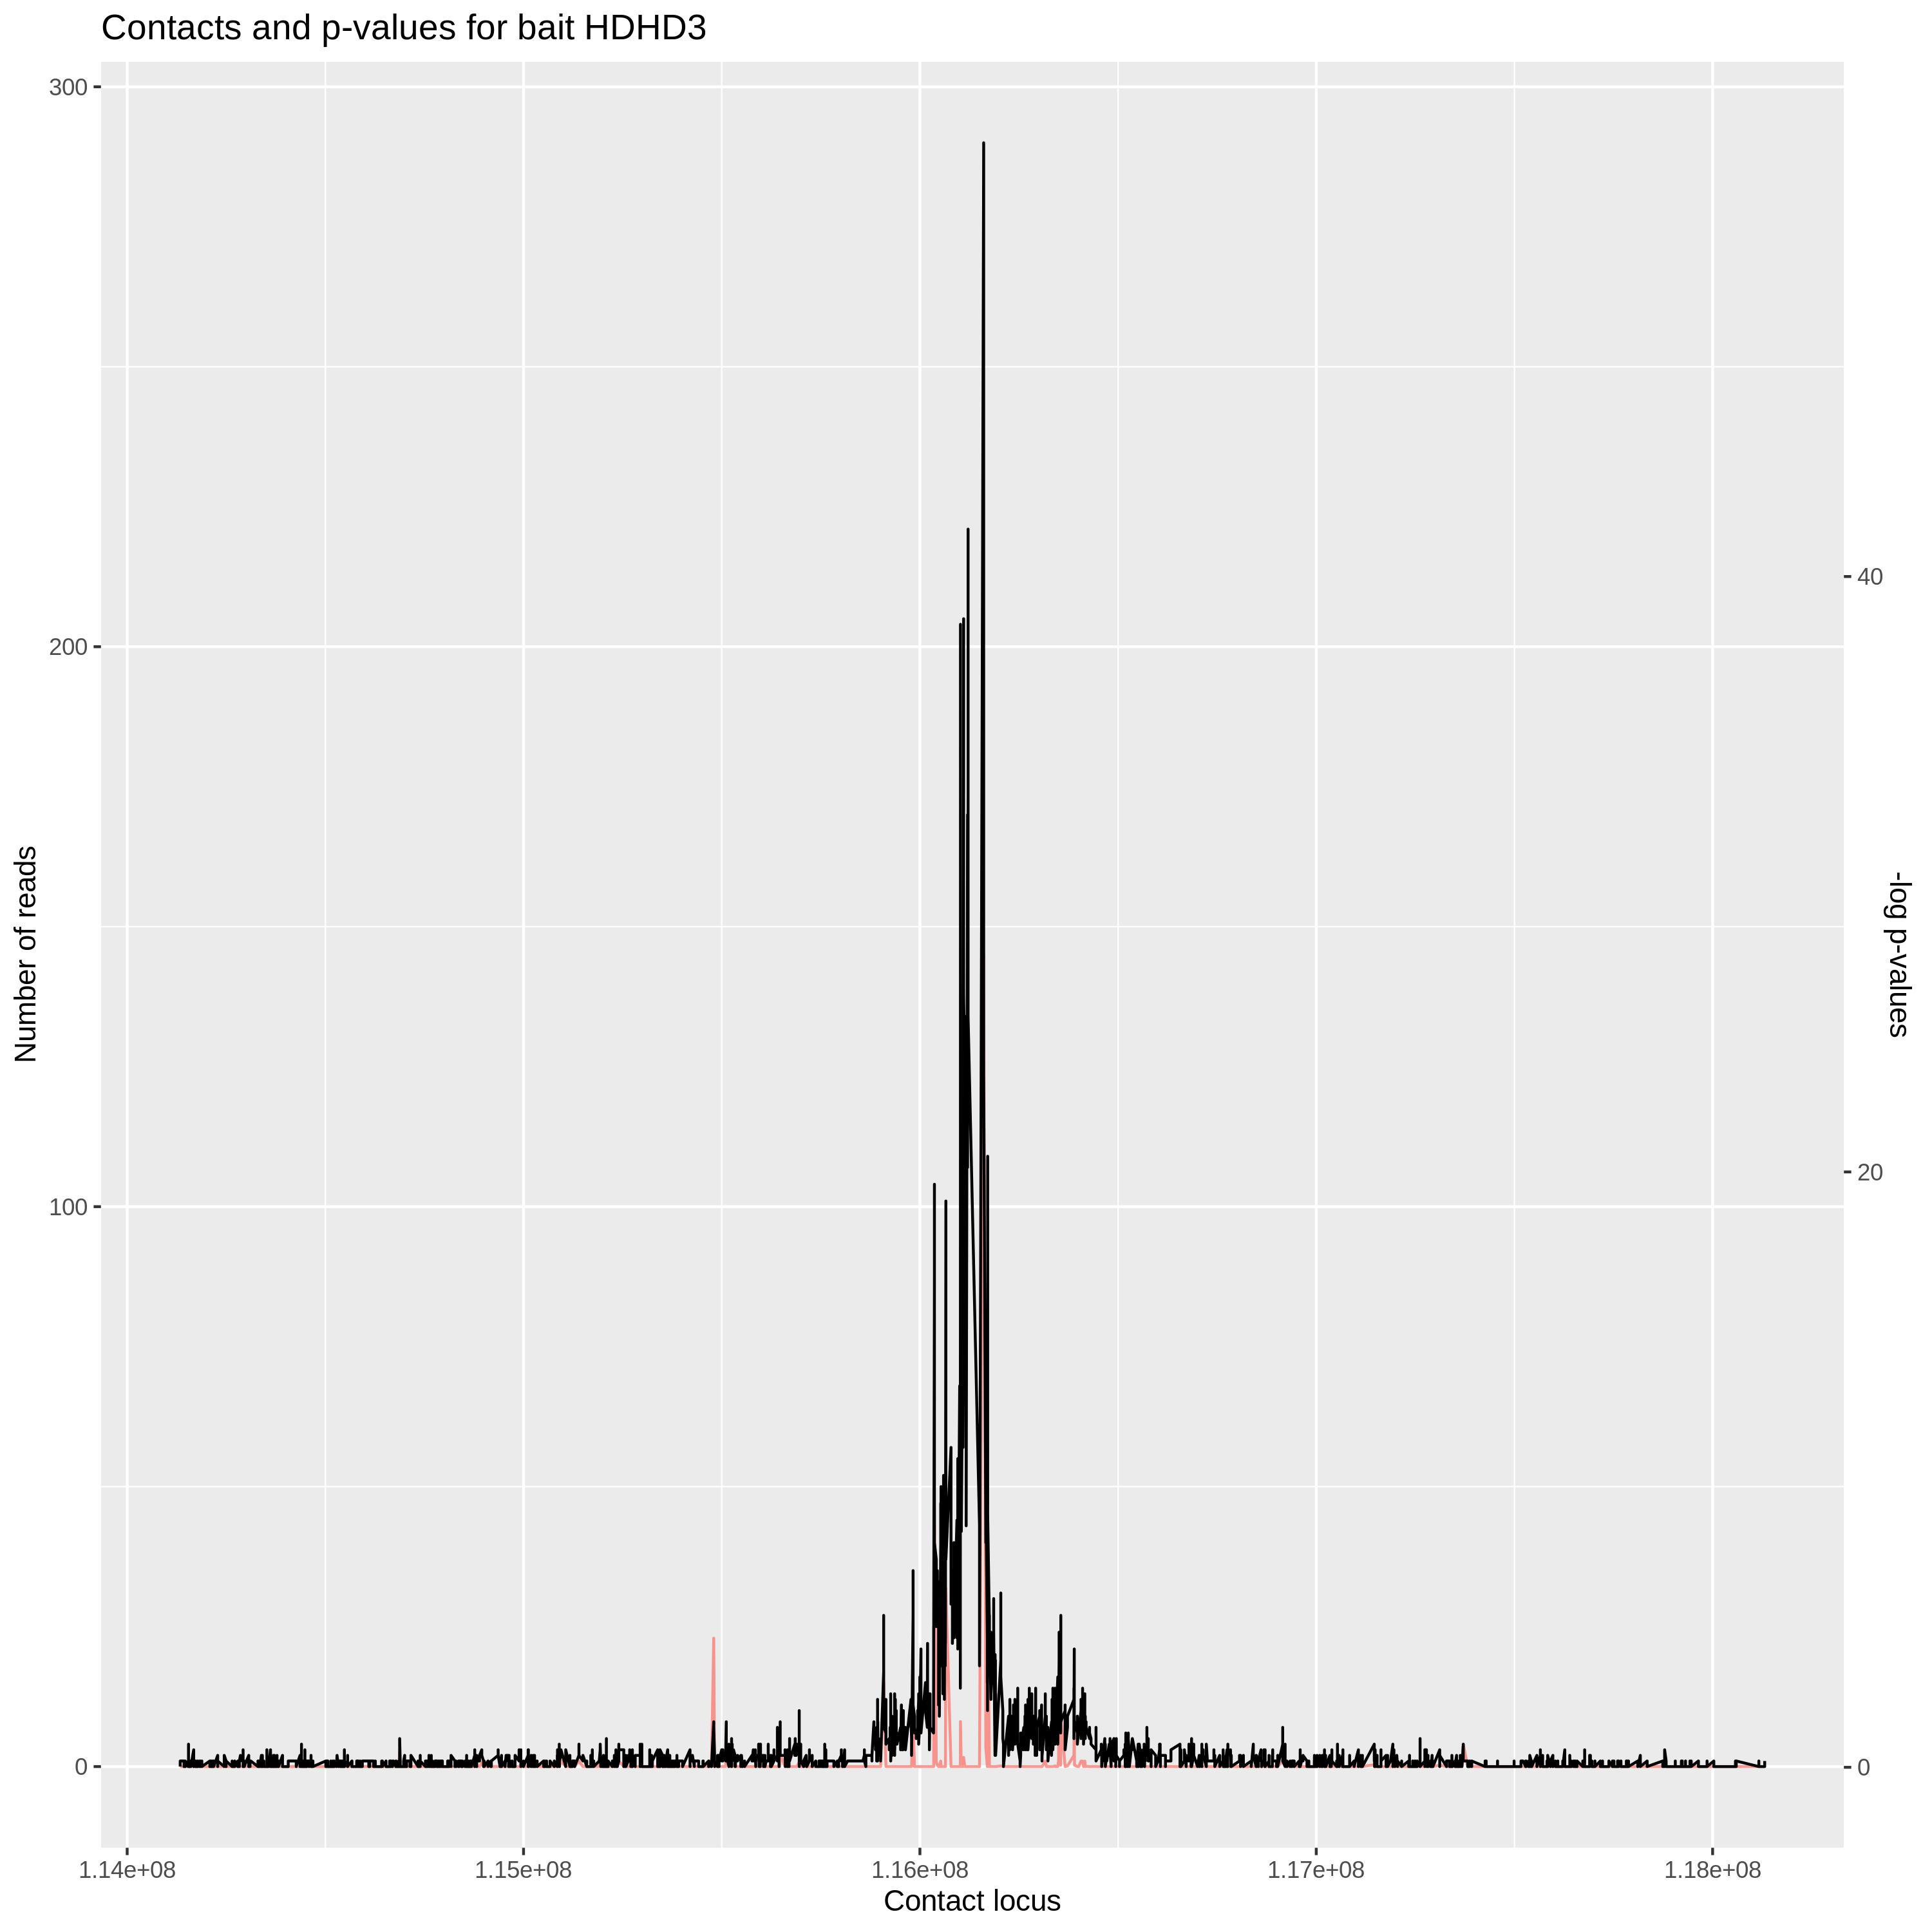 Contacts and p-values for bait HDHD3
300
200
100
0
Number of reads
40
20
0
-log p-values
1.14e+08
1.15e+08
1.16e+08
1.17e+08
1.18e+08
Contact locus